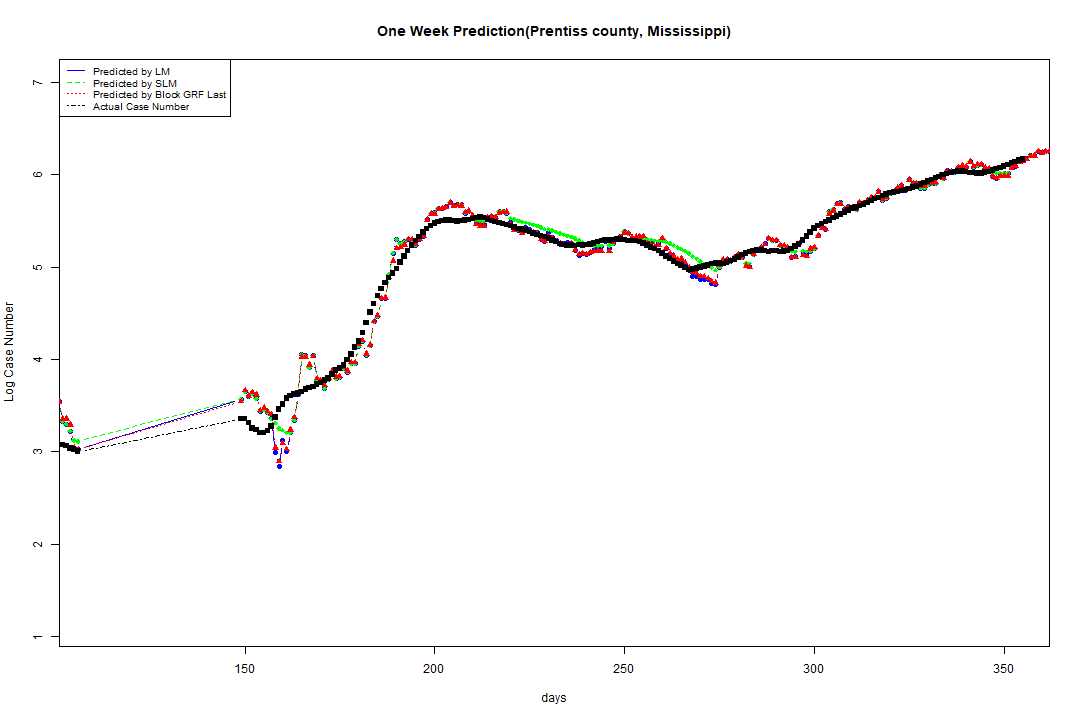 One Week Prediction(Prentiss county, Mississippi)
Predicted by LM
Predicted by SLM
Predicted by Block GRF Last
Actual Case Number
7
6
5
4
3
2
1
Log Case Number
150
200
250
300
350
days